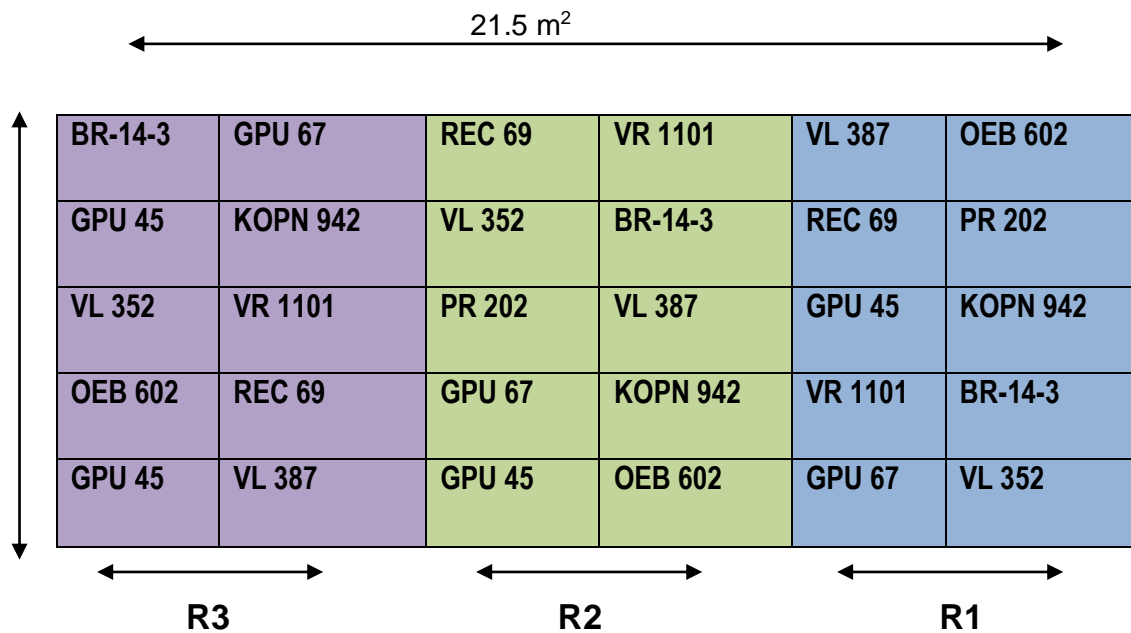 21.5 m²
BR-14-3 GPU 67 REC 69 VR 1101 VL 387 OEB 602
GPU 45 KOPN 942 VL 352 BR-14-3 REC 69 PR 202
VL 352 VR 1101 PR 202 VL 387 GPU 45 KOPN 942
OEB 602 REC 69 GPU 67 KOPN 942 VR 1101 BR-14-3
GPU 45 VL 387 GPU 45 OEB 602 GPU 67 VL 352
R3 R2 R1